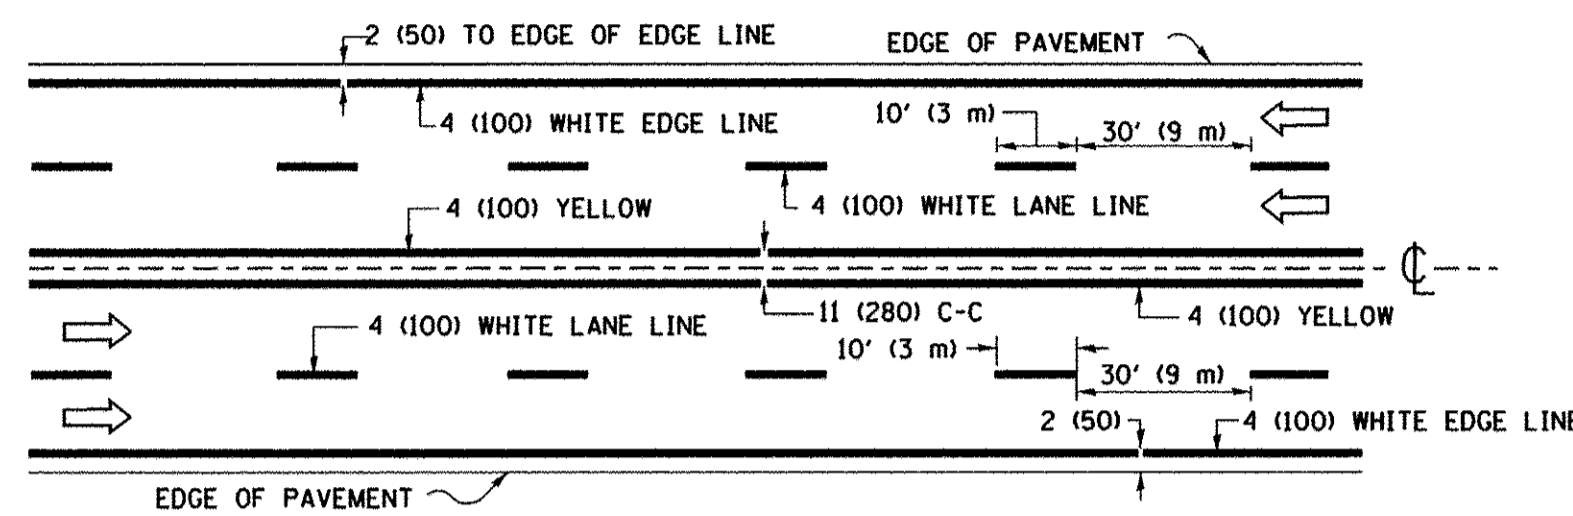 2 (50) TO EDGE OF EDGE LINE
EDGE OF PAVEMENT
4 (100) WHITE EDGE LINE
10' (3 m)
30' (9 m)
4 (100) YELLOW
4 (100) WHITE LANE LINE
4 (100) WHITE LANE LINE
11 (280) C-C
4 (100) YELLOW
10' (3 m)
30' (9 m)
2 (50)
4 (100) WHITE EDGE LINE
EDGE OF PAVEMENT